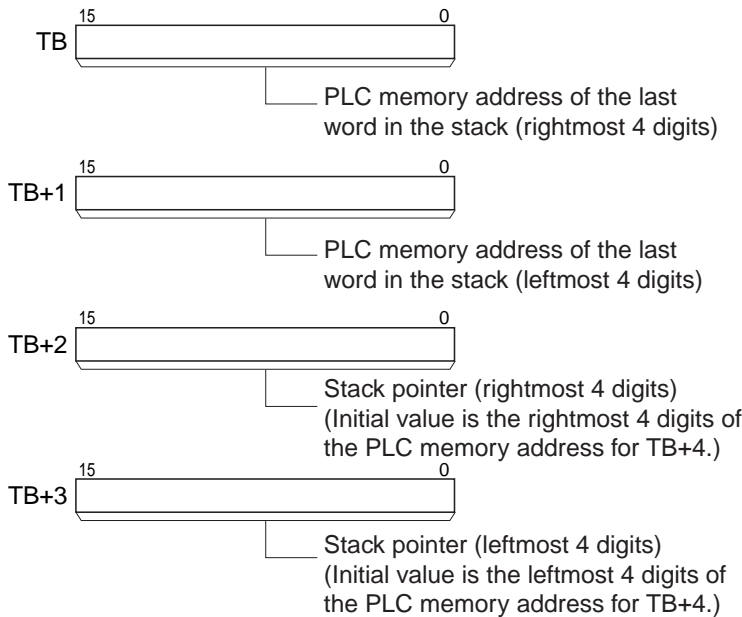 15 0
TB
PLC memory address of the last
word in the stack (rightmost 4 digits)
15 0
TB+1
PLC memory address of the last
word in the stack (leftmost 4 digits)
15 0
TB+2
Stack pointer (rightmost 4 digits)
(Initial value is the rightmost 4 digits of
the PLC memory address for TB+4.)
15 0
TB+3
Stack pointer (leftmost 4 digits)
(Initial value is the leftmost 4 digits of
the PLC memory address for TB+4.)